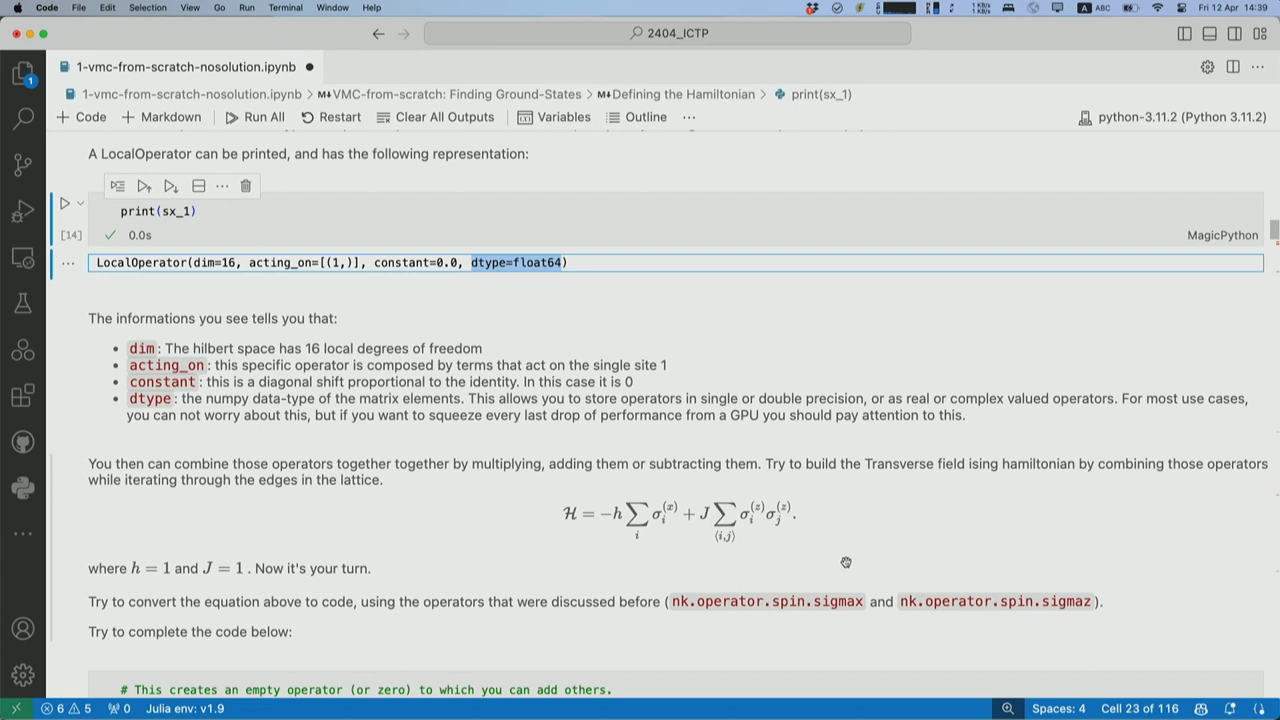 Code File Edit Selection View Go Run Terminal Window Help
1 KB/s
A ABC
Fri 12 Apr 14:39
2404_ICTP
1-vmc-from-scratch-nosolution.ipynb
1-vmc-from-scratch-nosolution.ipynb > M↓VMC-from-scratch: Finding Ground-States > M↓Defining the Hamiltonian > print(sx_1)
+ Code + Markdown Run All Restart Clear All Outputs Variables Outline ··· python-3.11.2 (Python 3.11.2)
A LocalOperator can be printed, and has the following representation:
print(sx_1)
[14] 0.0s MagicPython
LocalOperator(dim=16, acting_on=[(1,)], constant=0.0, dtype=float64)
The informations you see tells you that:
• dim: The hilbert space has 16 local degrees of freedom
• acting_on: this specific operator is composed by terms that act on the single site 1
• constant: this is a diagonal shift proportional to the identity. In this case it is 0
• dtype: the numpy data-type of the matrix elements. This allows you to store operators in single or double precision, or as real or complex valued operators. For most use cases,
you can not worry about this, but if you want to squeeze every last drop of performance from a GPU you should pay attention to this.
You then can combine those operators together together by multiplying, adding them or subtracting them. Try to build the Transverse field ising hamiltonian by combining those operators
while iterating through the edges in the lattice.
ℋ = −h ∑_i σ_i^(x) + J ∑_⟨i,j⟩ σ_i^(z) σ_j^(z).
where h = 1 and J = 1. Now it's your turn.
Try to convert the equation above to code, using the operators that were discussed before (nk.operator.spin.sigmax and nk.operator.spin.sigmaz).
Try to complete the code below:
# This creates an empty operator (or zero) to which you can add others.
6 5 0 Julia env: v1.9 Spaces: 4 Cell 23 of 116